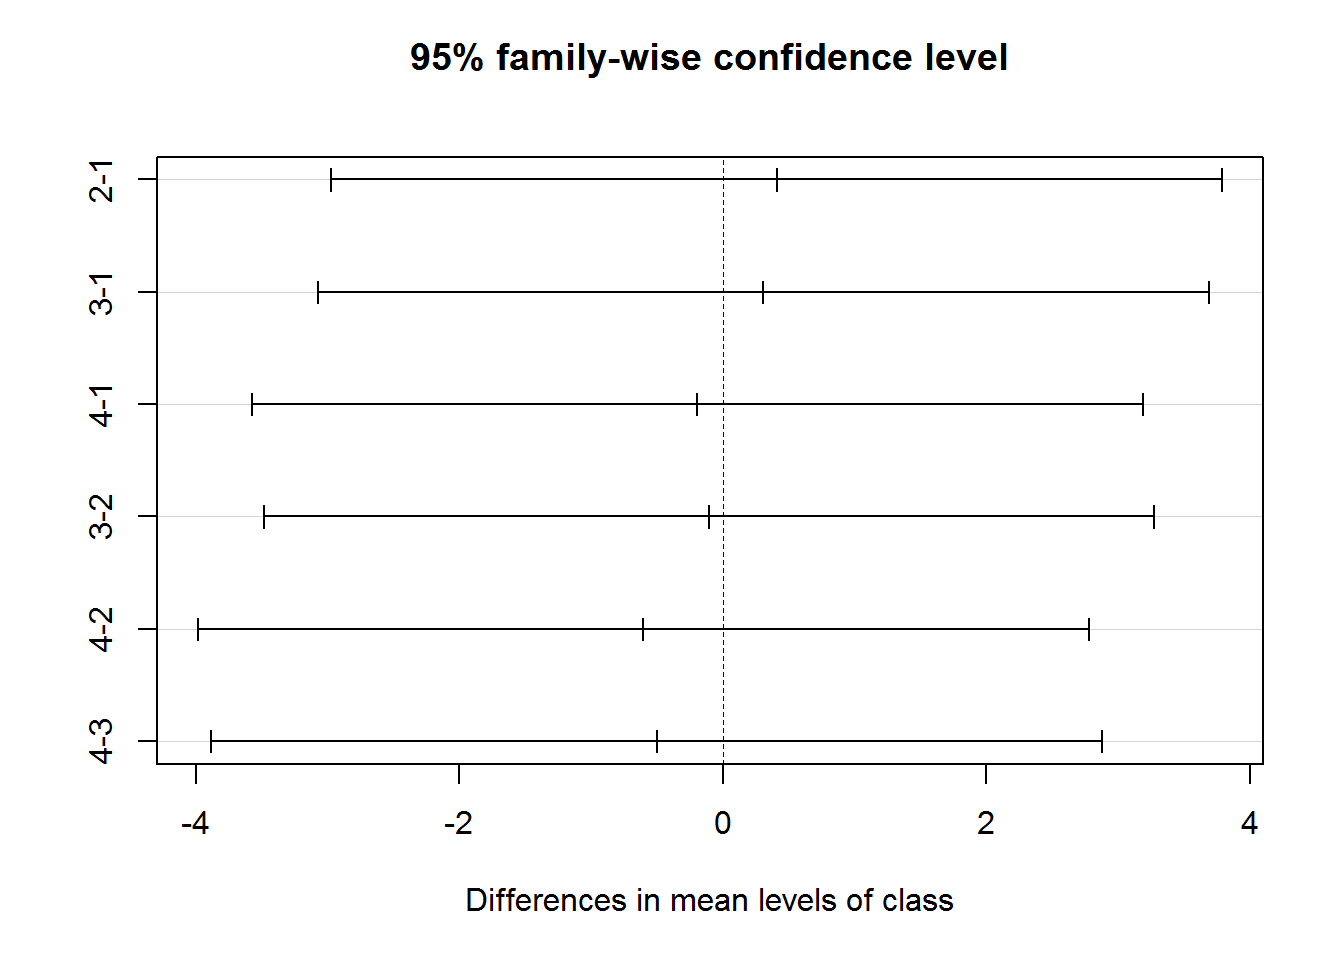 95% family-wise confidence level
2-1
3-1
4-1
3-2
4-2
4-3
-4 -2 0 2 4
Differences in mean levels of class